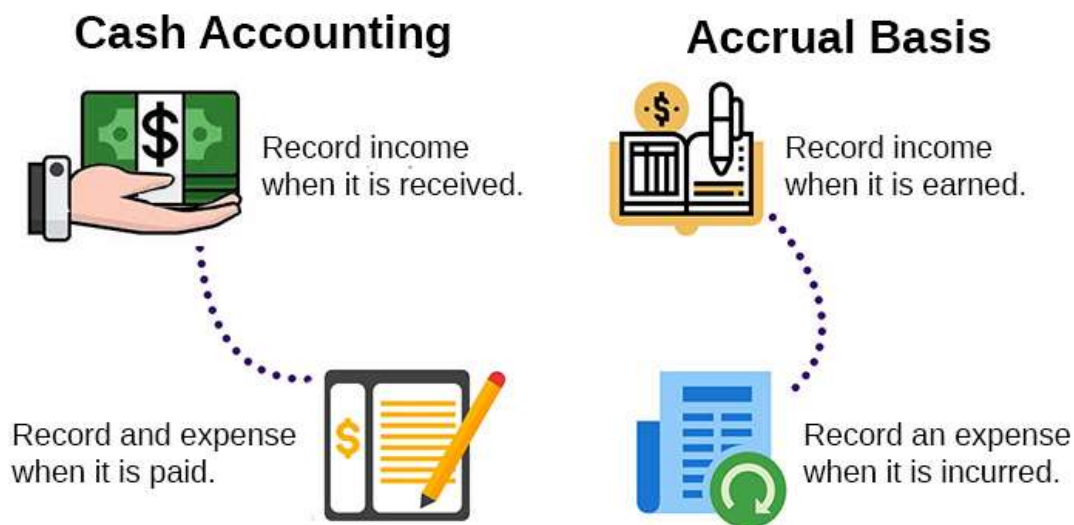 Cash Accounting
Record income
when it is received.
Record and expense
when it is paid.
Accrual Basis
Record income
when it is earned.
Record an expense
when it is incurred.